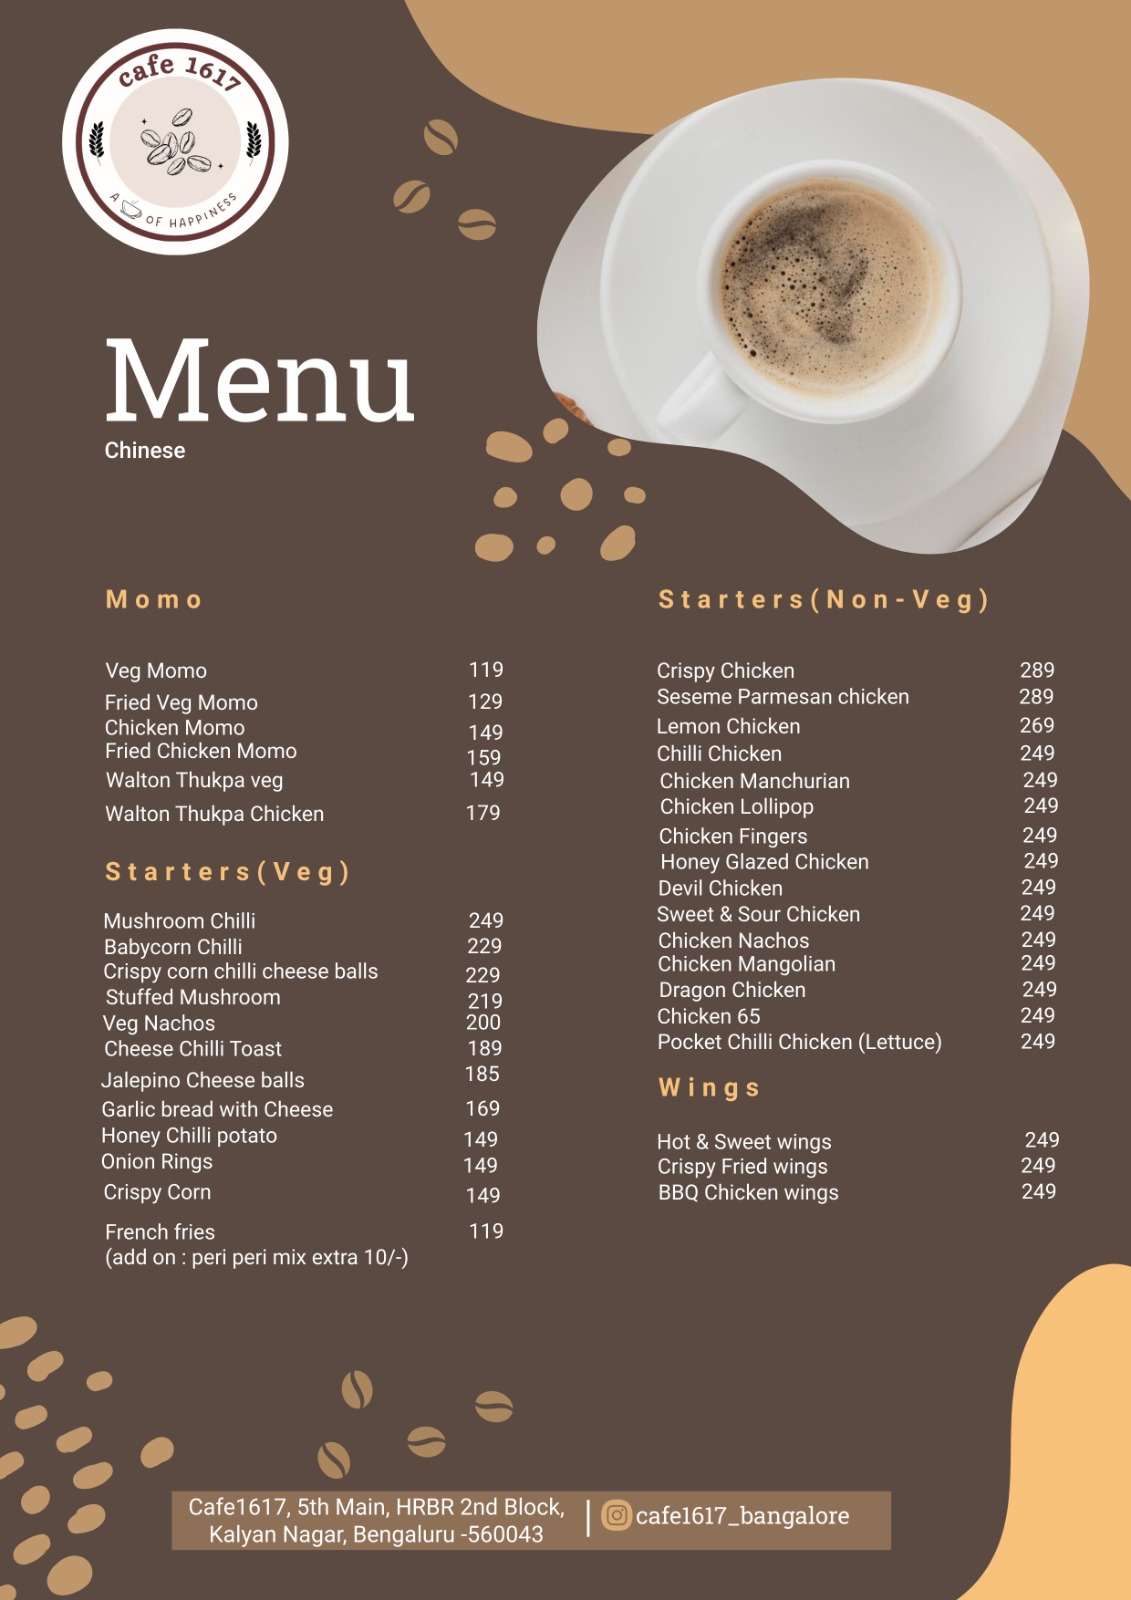 cafe 1617
A OF HAPPINESS
Menu
Chinese
Momo
Veg Momo 119
Fried Veg Momo 129
Chicken Momo 149
Fried Chicken Momo 159
Walton Thukpa veg 149
Walton Thukpa Chicken 179
Starters(Veg)
Mushroom Chilli 249
Babycorn Chilli 229
Crispy corn chilli cheese balls 229
Stuffed Mushroom 219
Veg Nachos 200
Cheese Chilli Toast 189
Jalepino Cheese balls 185
Garlic bread with Cheese 169
Honey Chilli potato 149
Onion Rings 149
Crispy Corn 149
French fries 119
(add on : peri peri mix extra 10/-)
Starters(Non-Veg)
Crispy Chicken 289
Seseme Parmesan chicken 289
Lemon Chicken 269
Chilli Chicken 249
Chicken Manchurian 249
Chicken Lollipop 249
Chicken Fingers 249
Honey Glazed Chicken 249
Devil Chicken 249
Sweet & Sour Chicken 249
Chicken Nachos 249
Chicken Mangolian 249
Dragon Chicken 249
Chicken 65 249
Pocket Chilli Chicken (Lettuce) 249
Wings
Hot & Sweet wings 249
Crispy Fried wings 249
BBQ Chicken wings 249
Cafe1617, 5th Main, HRBR 2nd Block,
Kalyan Nagar, Bengaluru -560043
cafe1617_bangalore